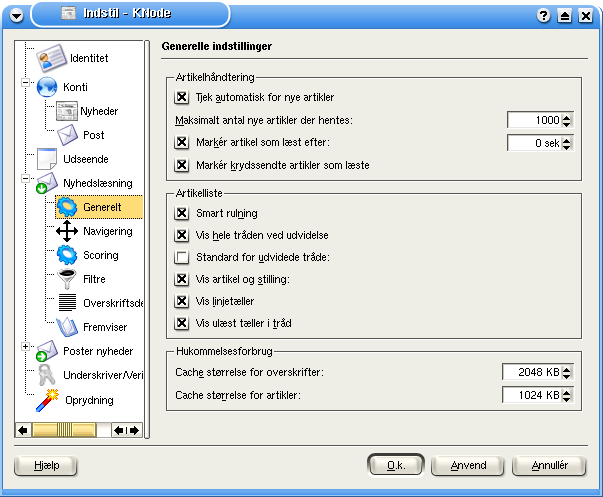 Indstil - KNode
Identitet
Konti
Nyheder
Post
Udseende
Nyhedslæsning
Generelt
Navigering
Scoring
Filtre
Overskriftsde
Fremviser
Poster nyheder
Underskriver/Veri
Oprydning
Generelle indstillinger
Artikelhåndtering
Tjek automatisk for nye artikler
Maksimalt antal nye artikler der hentes: 1000
Markér artikel som læst efter: 0 sek
Markér krydssendte artikler som læste
Artikelliste
Smart rulning
Vis hele tråden ved udvidelse
Standard for udvidede tråde:
Vis artikel og stilling:
Vis linjetæller
Vis ulæst tæller i tråd
Hukommelsesforbrug
Cache størrelse for overskrifter: 2048 KB
Cache størrelse for artikler: 1024 KB
Hjælp O.k. Anvend Annullér